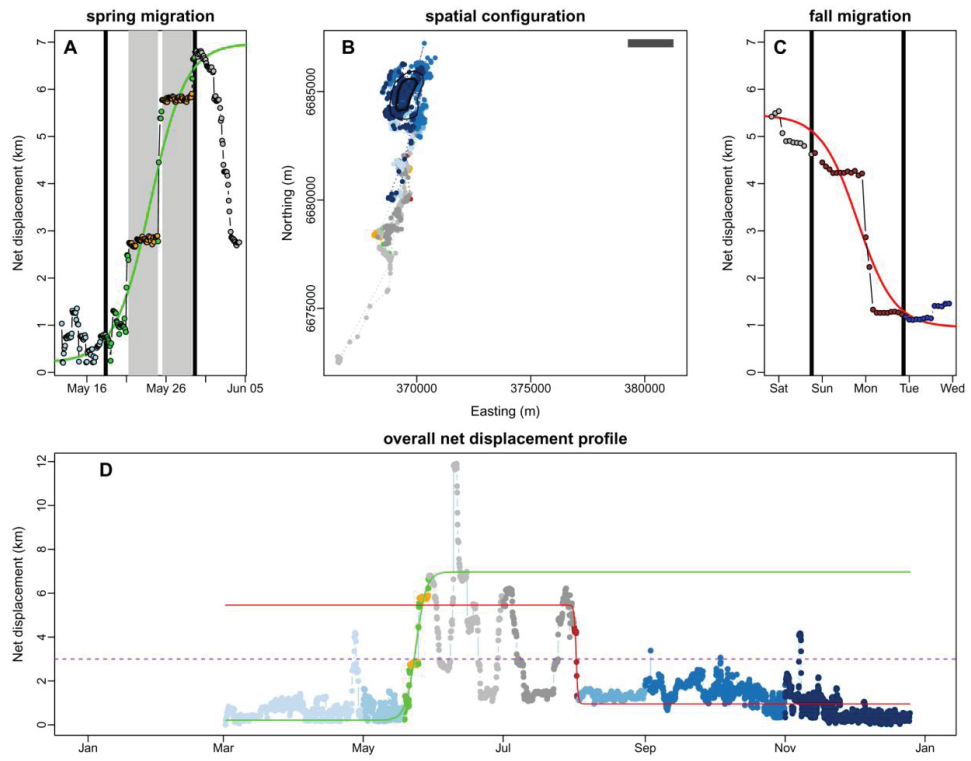 spring migration
spatial configuration
fall migration
A
B
C
Net displacement (km)
0 1 2 3 4 5 6 7
May 16 May 26 Jun 05
Northing (m)
6675000 6680000 6685000
370000 375000 380000
Easting (m)
Net displacement (km)
0 1 2 3 4 5 6 7
Sat Sun Mon Tue Wed
overall net displacement profile
D
Net displacement (km)
0 2 4 6 8 10 12
Jan Mar May Jul Sep Nov Jan